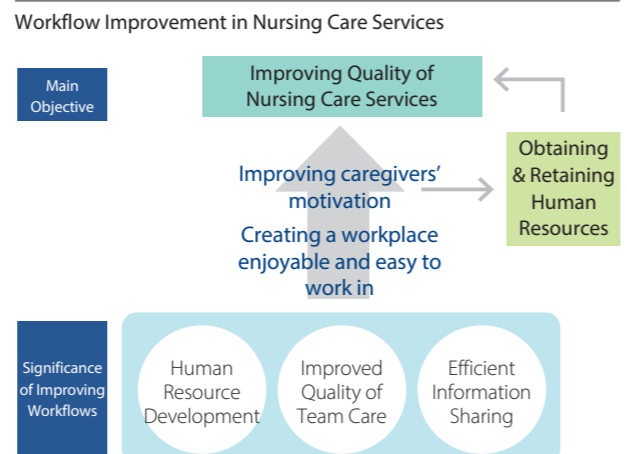 Workflow Improvement in Nursing Care Services
Main
Objective
Improving Quality of
Nursing Care Services
Obtaining
& Retaining
Human
Resources
Improving caregivers’
motivation
Creating a workplace
enjoyable and easy to
work in
Significance
of Improving
Workflows
Human
Resource
Development
Improved
Quality of
Team Care
Efficient
Information
Sharing